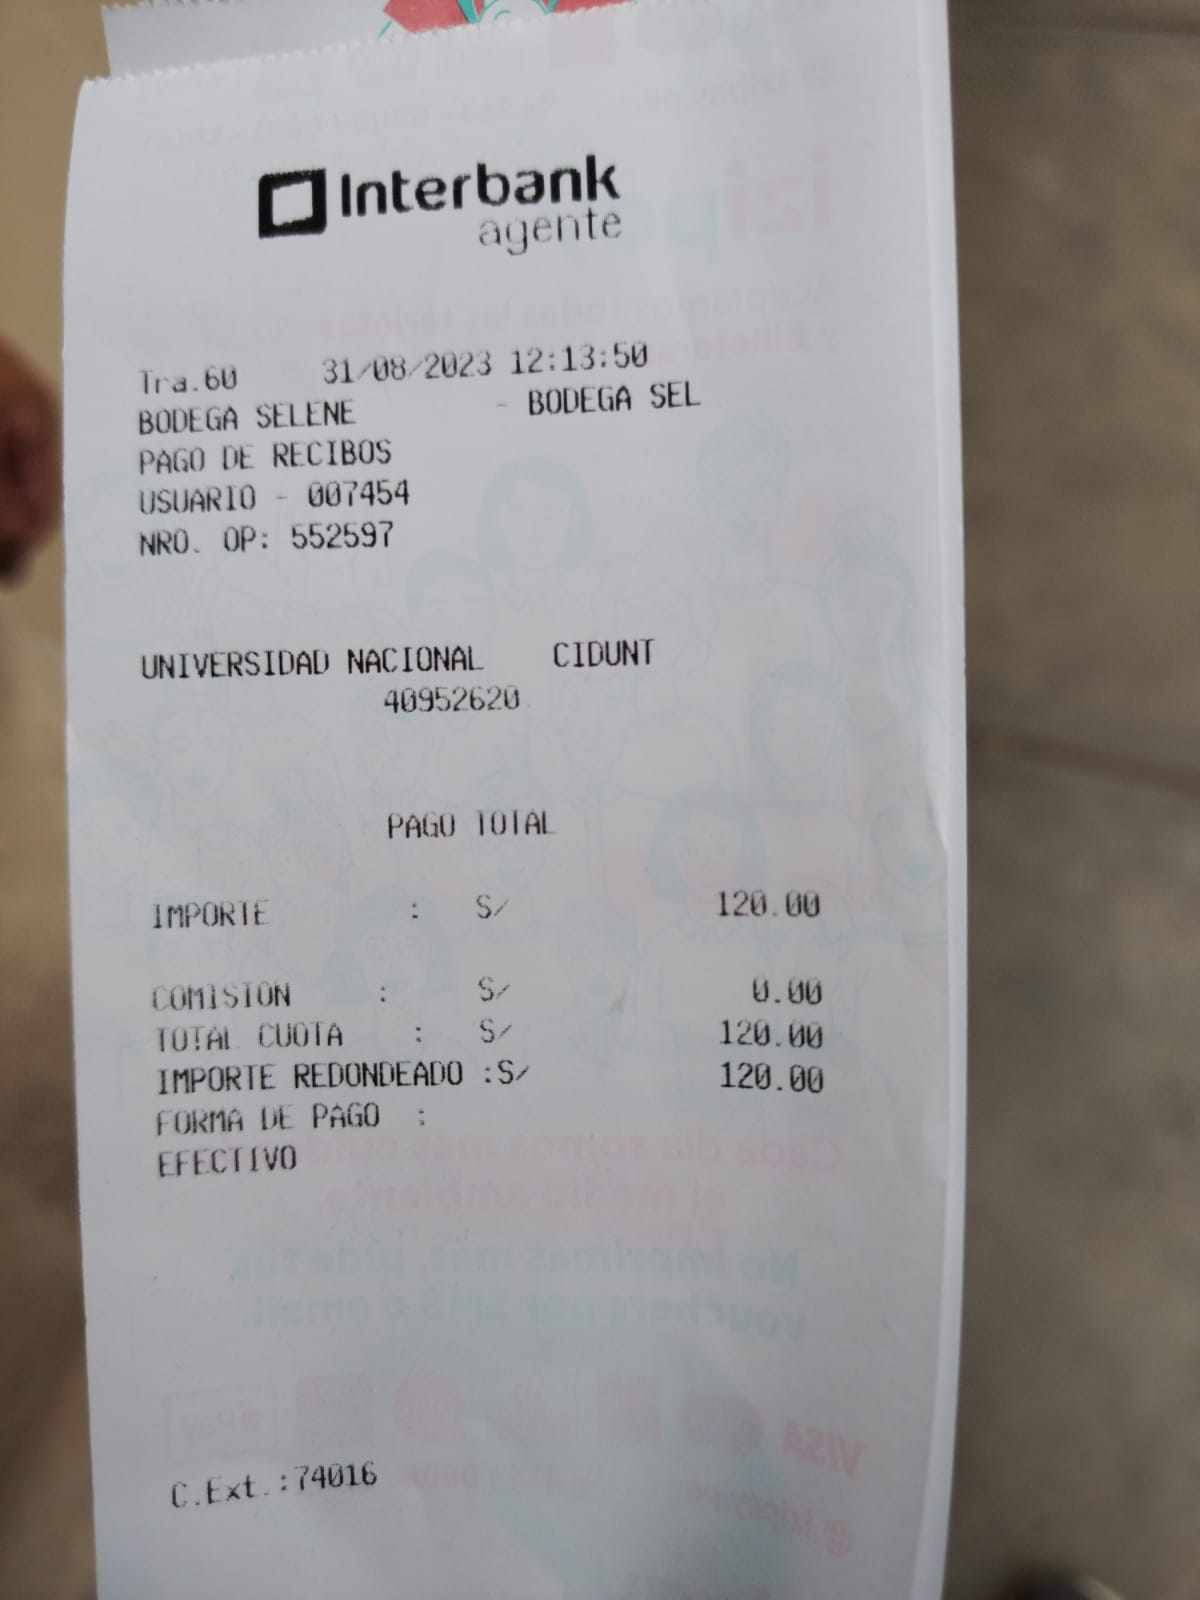 Interbank
agente
Tra.60 31/08/2023 12:13:50
BODEGA SELENE - BODEGA SEL
PAGO DE RECIBOS
USUARIO - 007454
NRO. OP: 552597
UNIVERSIDAD NACIONAL CIDUNT
40952620
PAGO TOTAL
IMPORTE : S/ 120.00
COMISION : S/ 0.00
TOTAL CUOTA : S/ 120.00
IMPORTE REDONDEADO :S/ 120.00
FORMA DE PAGO :
EFECTIVO
C.Ext.:74016